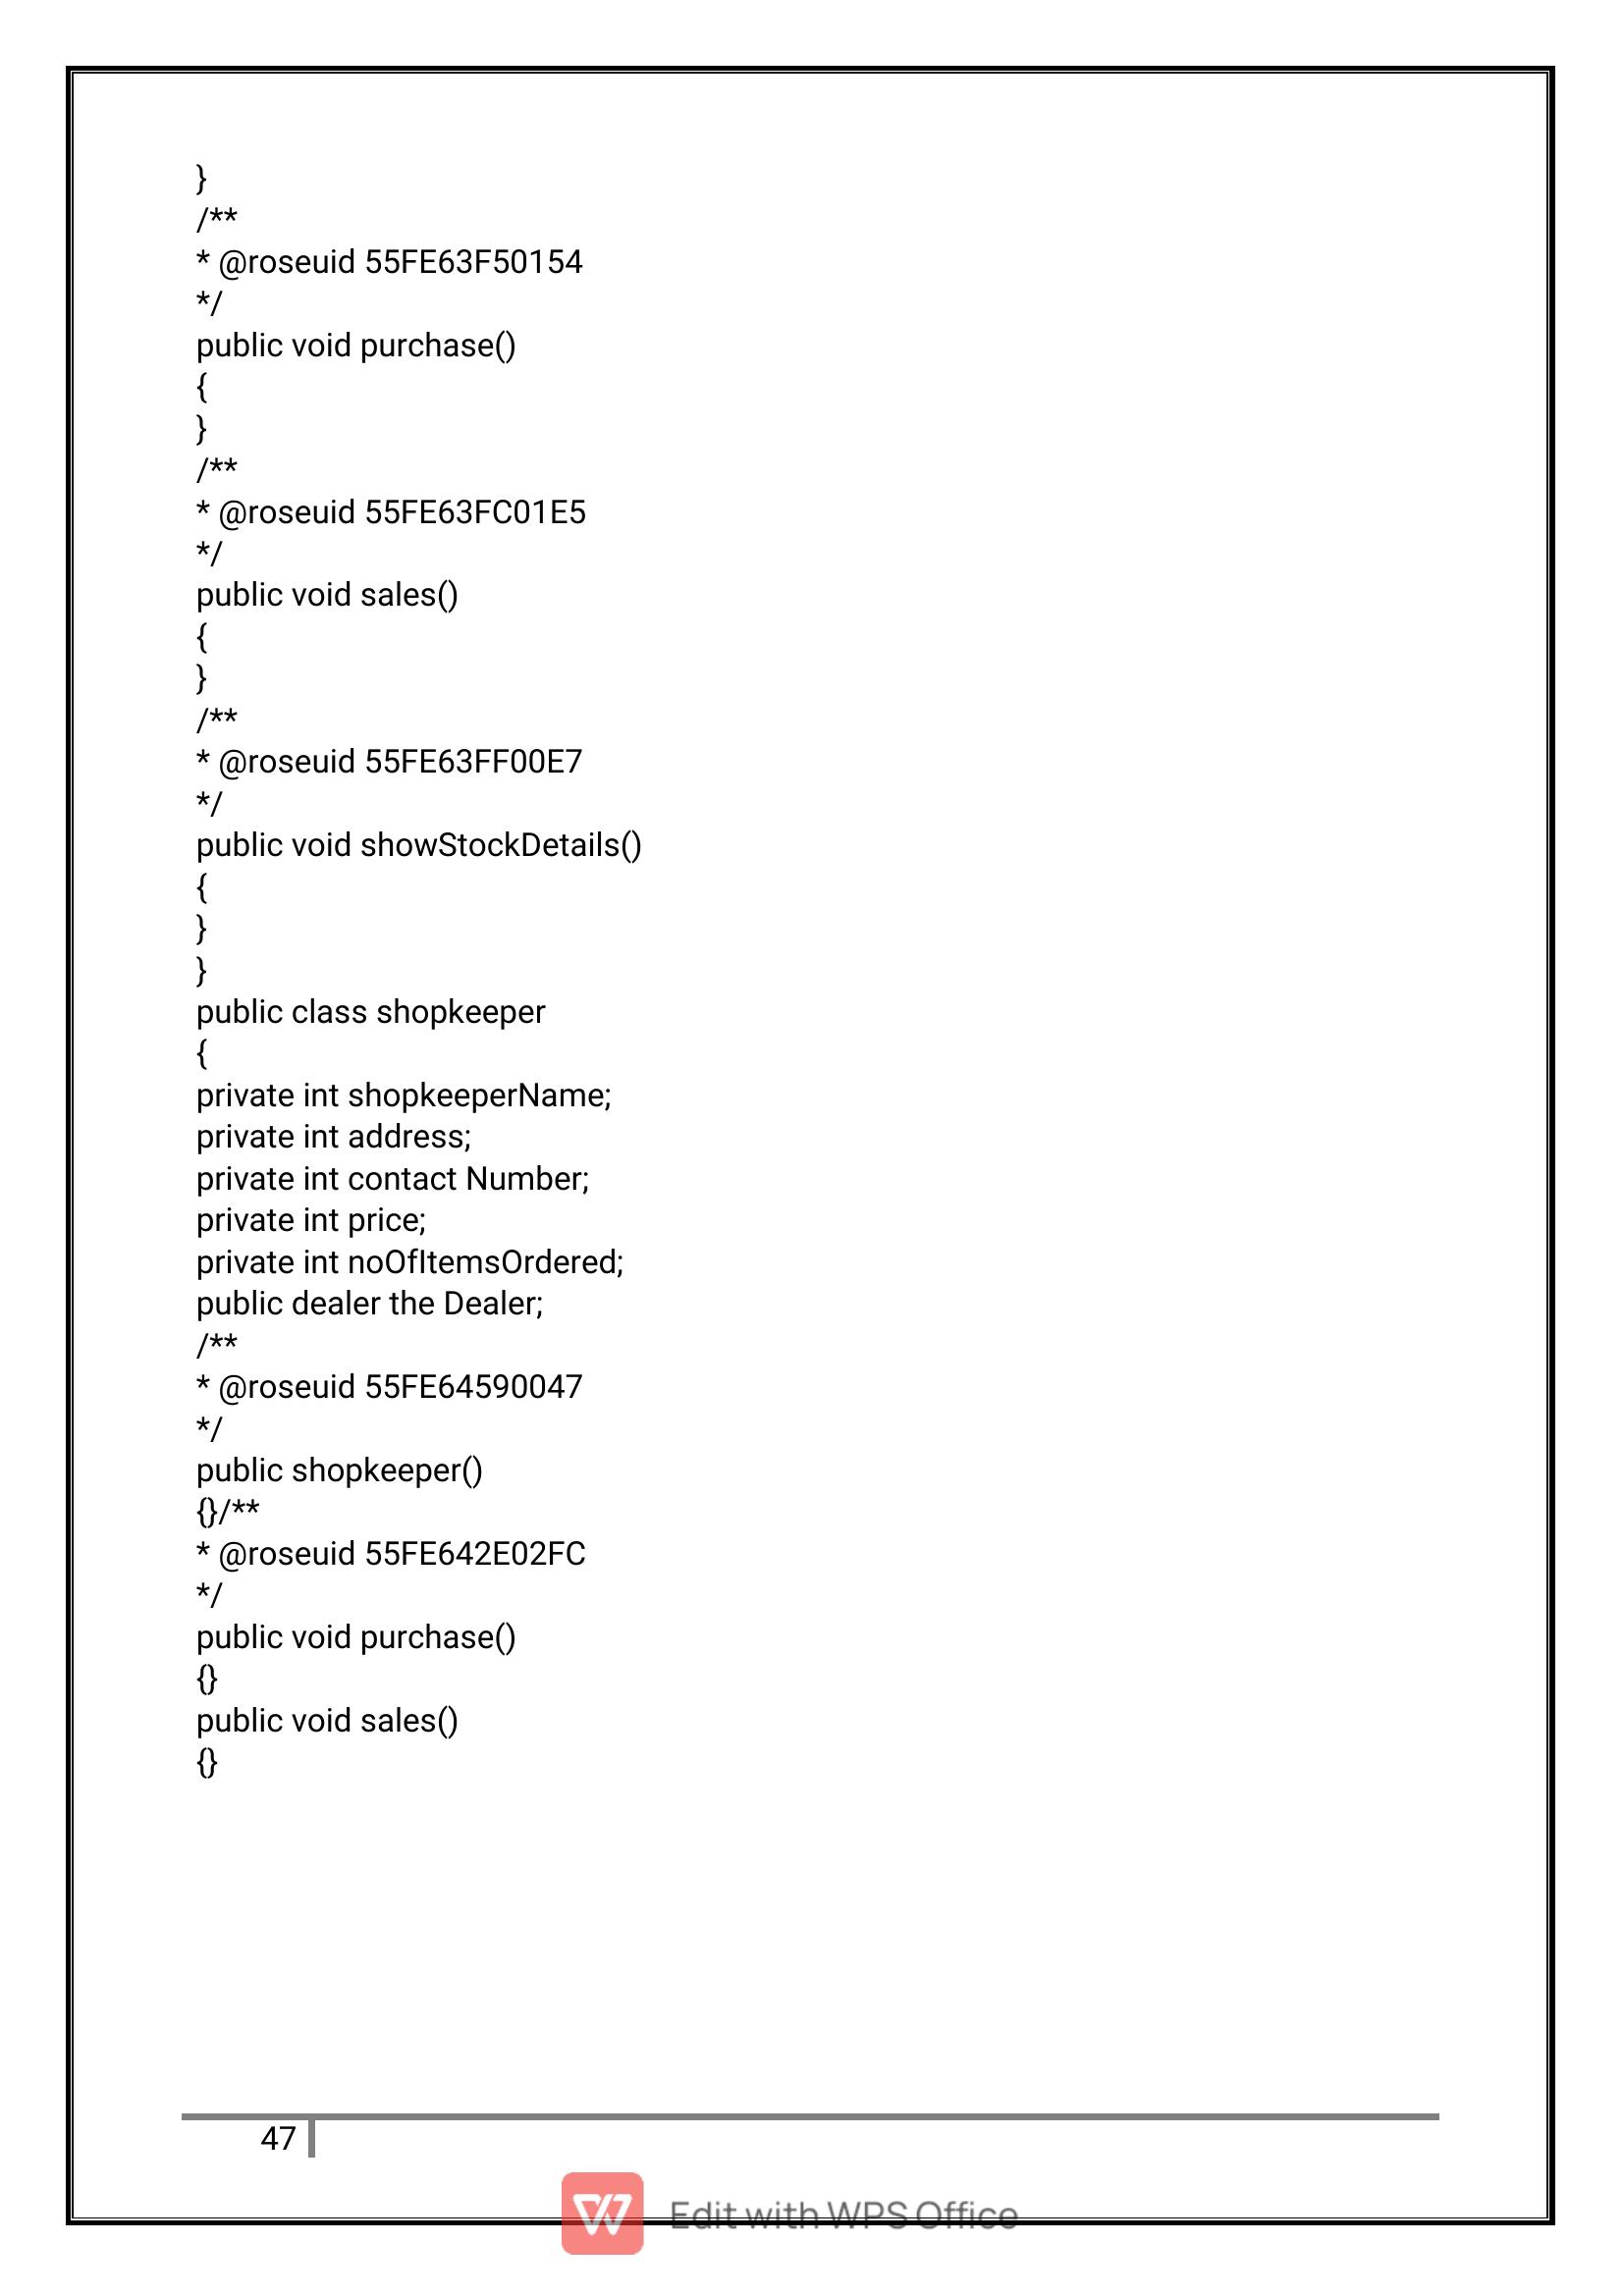 }
/**
* @roseuid 55FE63F50154
*/
public void purchase()
{
}
/**
* @roseuid 55FE63FC01E5
*/
public void sales()
{
}
/**
* @roseuid 55FE63FF00E7
*/
public void showStockDetails()
{
}
}
public class shopkeeper
{
private int shopkeeperName;
private int address;
private int contact Number;
private int price;
private int noOfItemsOrdered;
public dealer the Dealer;
/**
* @roseuid 55FE64590047
*/
public shopkeeper()
{}/**
* @roseuid 55FE642E02FC
*/
public void purchase()
{}
public void sales()
{}
47
Edit with WPS Office